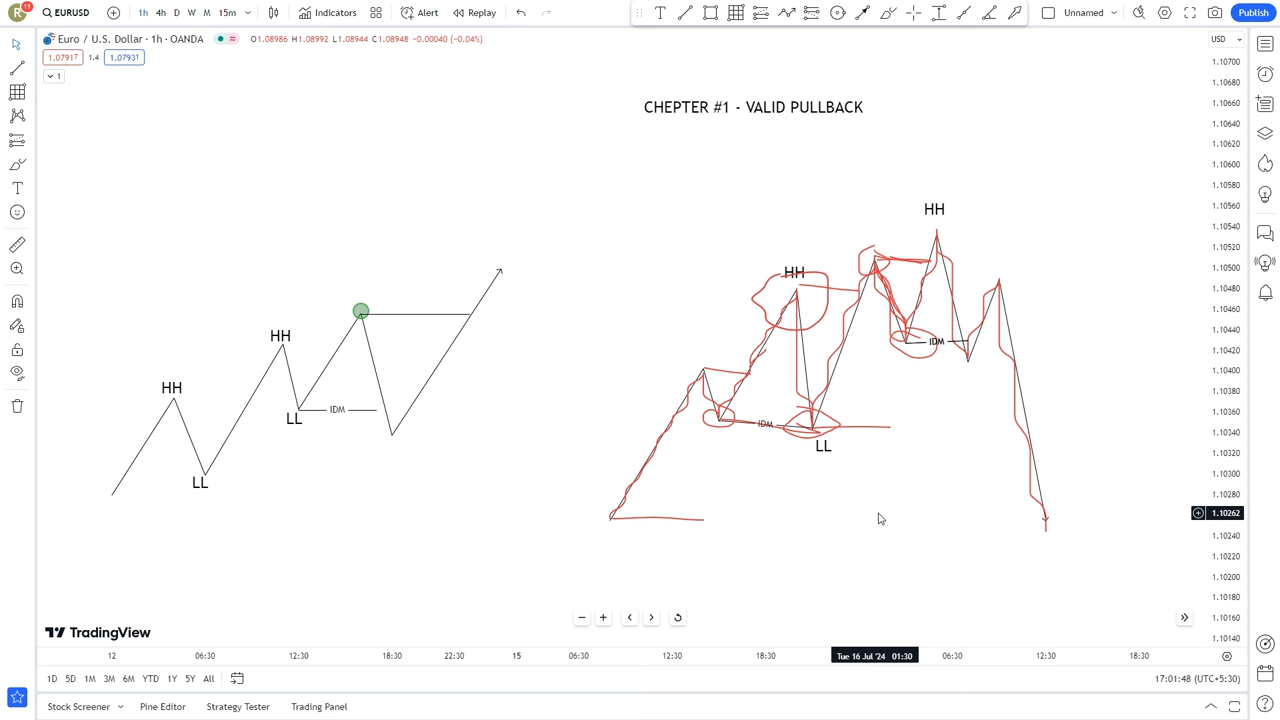 R 11 EURUSD 1h 4h D W M 15m Indicators Alert Replay Unnamed Publish
Euro / U.S. Dollar · 1h · OANDA O1.08986 H1.08992 L1.08944 C1.08948 −0.00040 (−0.04%) USD
1.07917 1.4 1.07931
1
CHEPTER #1 - VALID PULLBACK
HH
HH
HH
HH
LL
LL
IDM
IDM
IDM
LL
1.10700
1.10680
1.10660
1.10640
1.10620
1.10600
1.10580
1.10560
1.10540
1.10520
1.10500
1.10480
1.10460
1.10440
1.10420
1.10400
1.10380
1.10360
1.10340
1.10320
1.10300
1.10280
1.10262
1.10240
1.10220
1.10200
1.10180
1.10160
1.10140
TradingView
12 06:30 12:30 18:30 22:30 15 06:30 12:30 18:30 Tue 16 Jul '24 01:30 06:30 12:30 18:30
1D 5D 1M 3M 6M YTD 1Y 5Y All 17:01:48 (UTC+5:30)
Stock Screener Pine Editor Strategy Tester Trading Panel